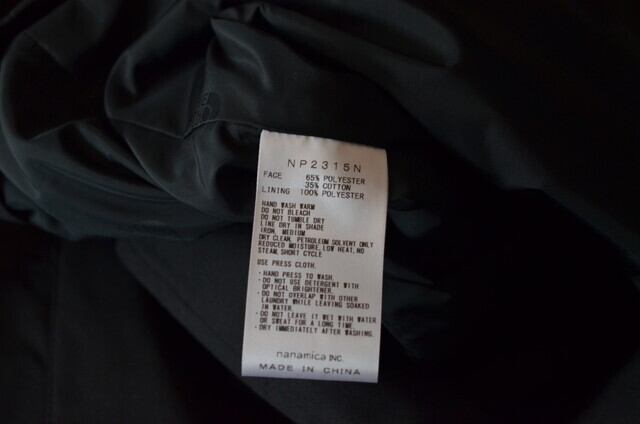 NP2315N
FACE 65% POLYESTER
35% COTTON
LINING 100% POLYESTER
HAND WASH WARM
DO NOT BLEACH
DO NOT TUMBLE DRY
LINE DRY IN SHADE
IRON, MEDIUM
DRY CLEAN, PETROLEUM SOLVENT ONLY
REDUCED MOISTURE, LOW HEAT, NO
STEAM, SHORT CYCLE
USE PRESS CLOTH.
・HAND PRESS TO WASH.
・DO NOT USE DETERGENT WITH
OPTICAL BRIGHTENER.
・DO NOT OVERLAP WITH OTHER
LAUNDRY WHILE LEAVING SOAKED
IN WATER.
・DO NOT LEAVE IT WET WITH WATER
OR SWEAT FOR A LONG TIME.
・DRY IMMEDIATELY AFTER WASHING.
nanamica INC.
MADE IN CHINA